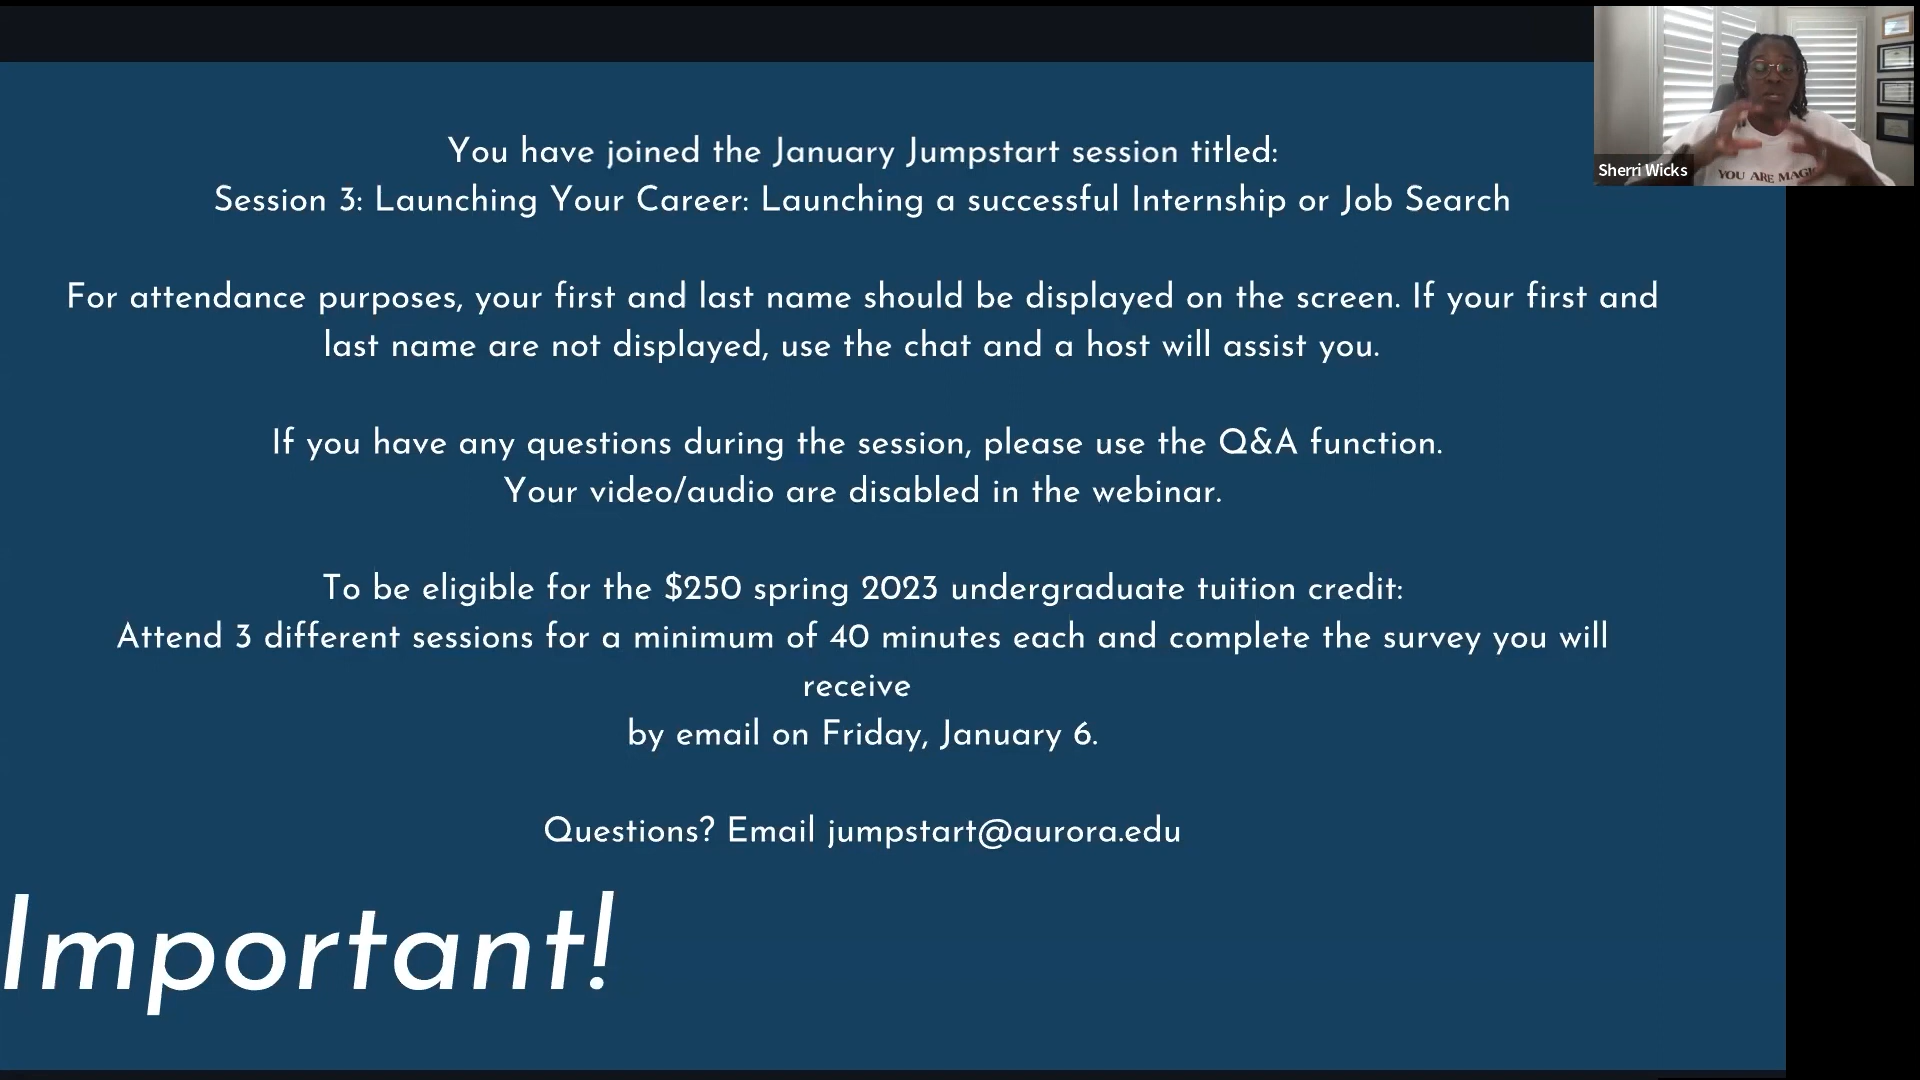 You have joined the January Jumpstart session titled:
Session 3: Launching Your Career: Launching a successful Internship or Job Search
For attendance purposes, your first and last name should be displayed on the screen. If your first and
last name are not displayed, use the chat and a host will assist you.
If you have any questions during the session, please use the Q&A function.
Your video/audio are disabled in the webinar.
To be eligible for the $250 spring 2023 undergraduate tuition credit:
Attend 3 different sessions for a minimum of 40 minutes each and complete the survey you will
receive
by email on Friday, January 6.
Questions? Email jumpstart@aurora.edu
Important!
Sherri Wicks
YOU ARE MAGIC